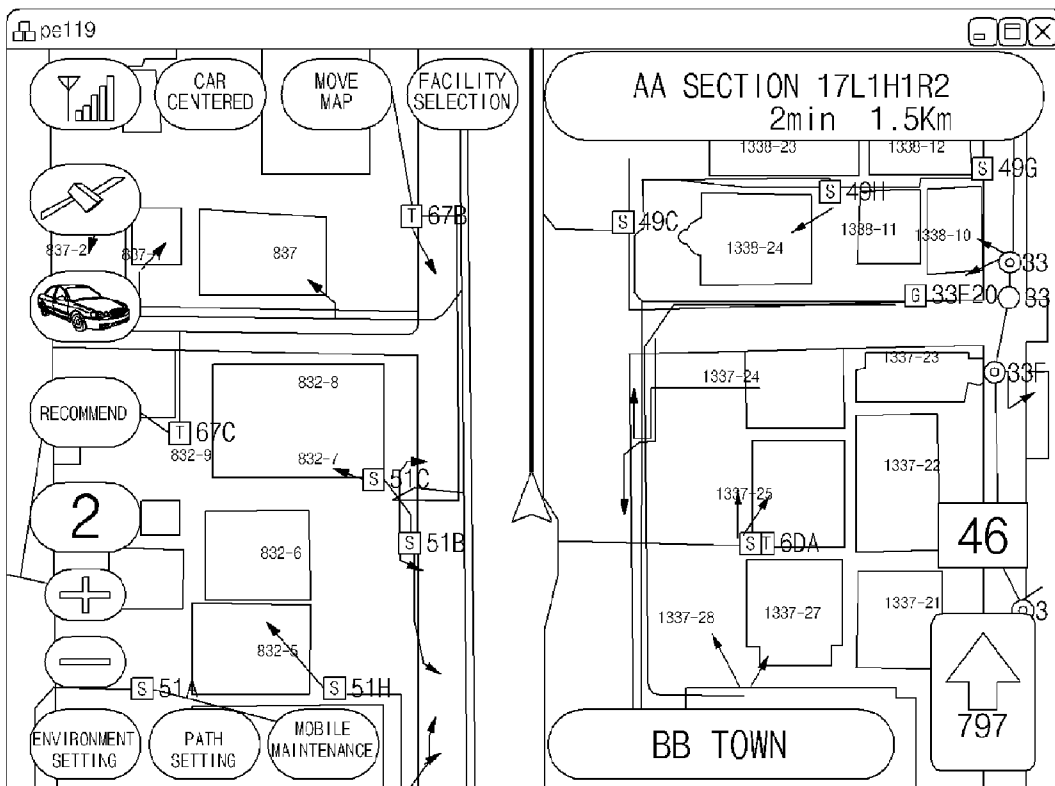 pe119
CAR
CENTERED
MOVE
MAP
FACILITY
SELECTION
AA SECTION 17L1H1R2
2min 1.5Km
1338-23
1338-12
S 49G
S 49H
T 67B
S 49C
837-2
837
1338-24
1338-11
1338-10
33
G 33F20
33
832-8
1337-24
1337-23
33F
RECOMMEND
T 67C
832-9
832-7
S 51C
1337-22
1337-25
2
S 51B
S T 6DA
46
832-6
1337-28
1337-27
1337-21
3
832-5
S 51A
S 51H
797
ENVIRONMENT
SETTING
PATH
SETTING
MOBILE
MAINTENANCE
BB TOWN